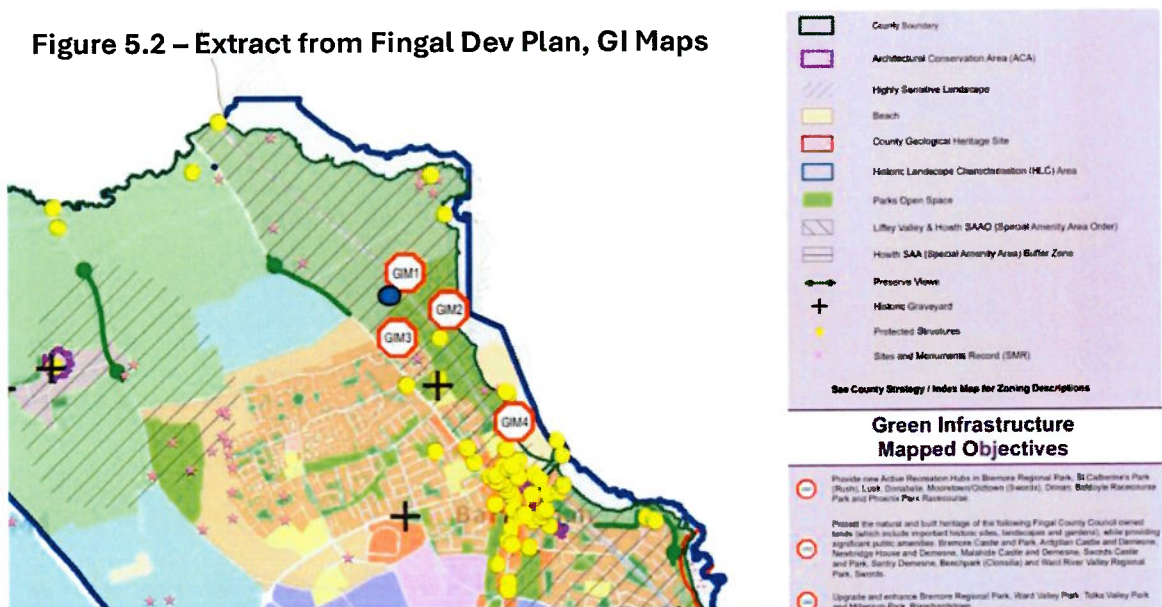 Figure 5.2 – Extract from Fingal Dev Plan, GI Maps
County Boundary
Architectural Conservation Area (ACA)
Highly Sensitive Landscape
Beach
County Geological Heritage Site
Historic Landscape Characterisation (HLC) Area
Parks Open Space
Liffey Valley & Howth SAAO (Special Amenity Area Order)
Howth SAA (Special Amenity Area) Buffer Zone
Preserve Views
Historic Graveyard
Protected Structures
Sites and Monuments Record (SMR)
See County Strategy / Index Map for Zoning Descriptions
Green Infrastructure
Mapped Objectives
Provide new Active Recreation Hubs in Bremore Regional Park, St Catherine's Park
(Rush), Lusk, Donabate, Mooretown/Oldtown (Swords), Drinan, Baldoyle Racecourse
Park and Phoenix Park Racecourse.
Protect the natural and built heritage of the following Fingal County Council owned
lands (which include important historic sites, landscapes and gardens), while providing
significant public amenities: Bremore Castle and Park, Ardgillan Castle and Demesne,
Newbridge House and Demesne, Malahide Castle and Demesne, Swords Castle
and Park, Santry Demesne, Beechpark (Clonsilla) and Ward River Valley Regional
Park, Swords.
Upgrade and enhance Bremore Regional Park, Ward Valley Park, Tolka Valley Park
and Millennium Park, Blanchardstown.
GIM1
GIM2
GIM3
GIM4